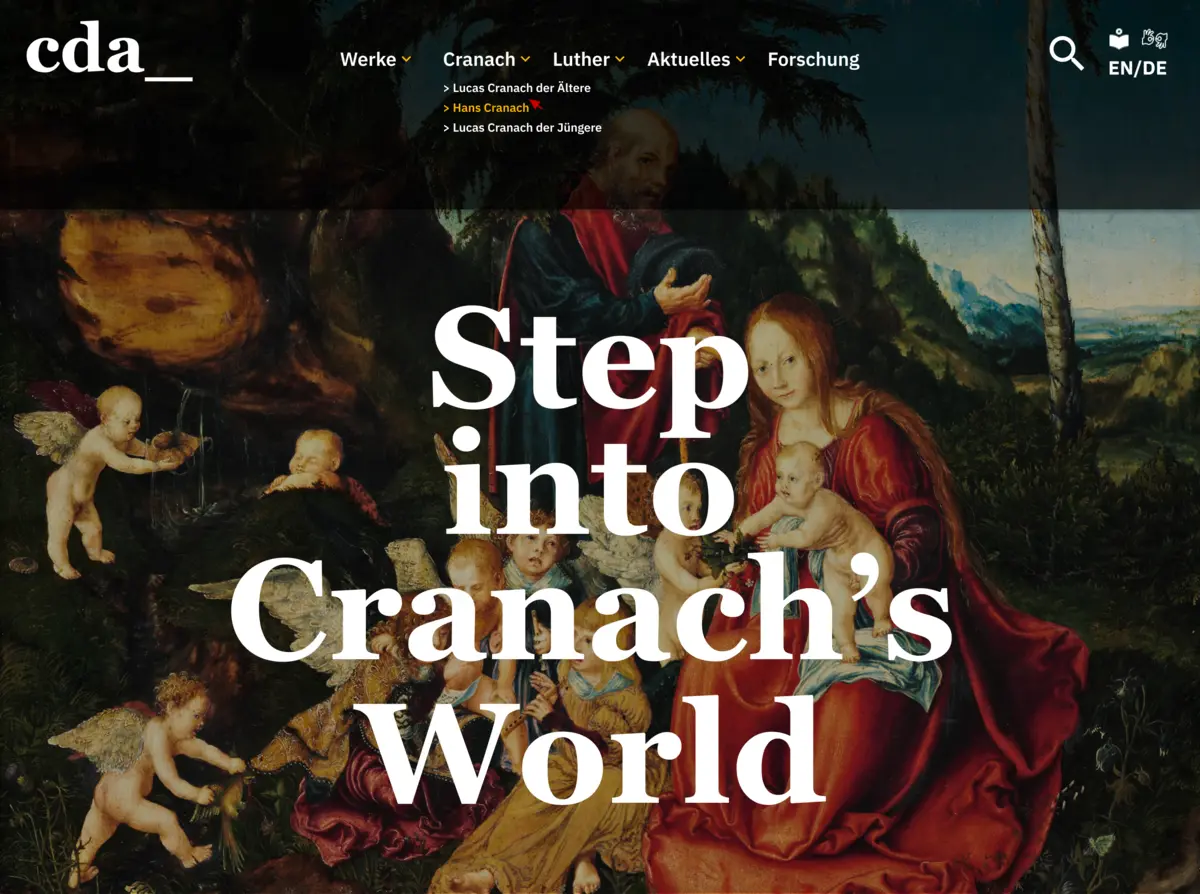 cda_
Werke Cranach Luther Aktuelles Forschung
> Lucas Cranach der Ältere
> Hans Cranach
> Lucas Cranach der Jüngere
EN/DE
Step
into
Cranach’s
World